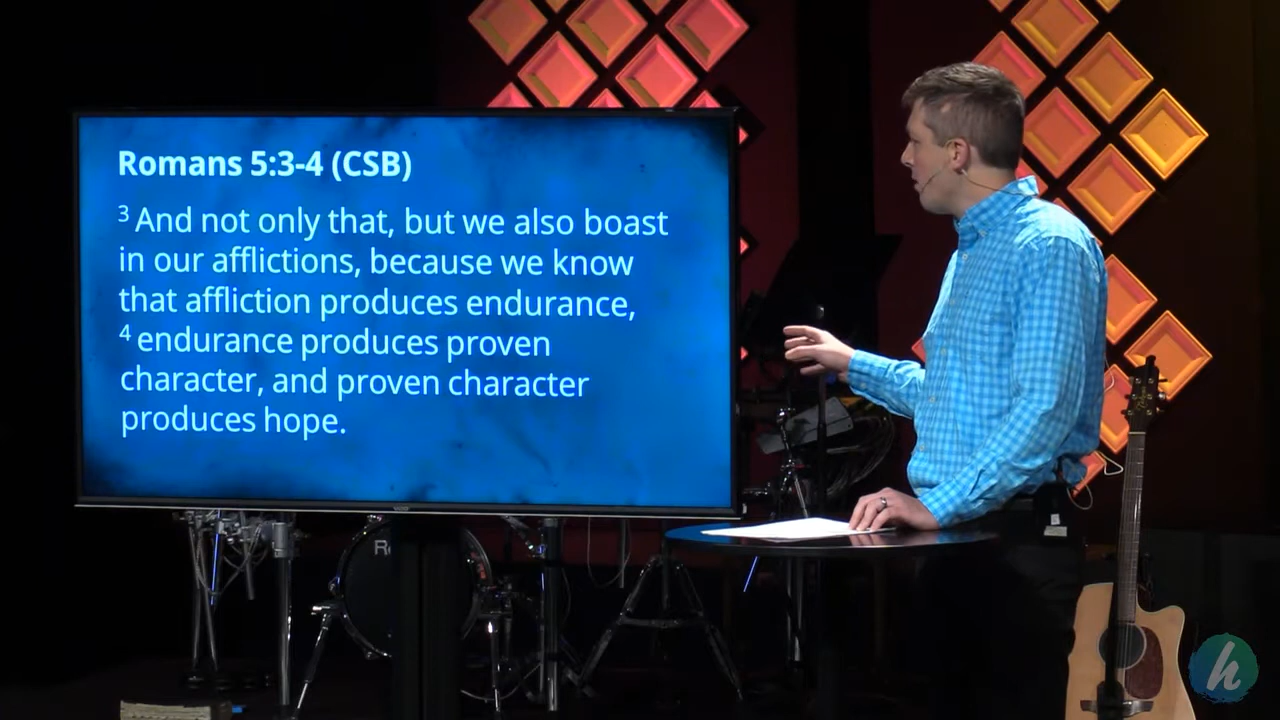 Romans 5:3-4 (CSB)
3 And not only that, but we also boast
in our afflictions, because we know
that affliction produces endurance,
4 endurance produces proven
character, and proven character
produces hope.
h